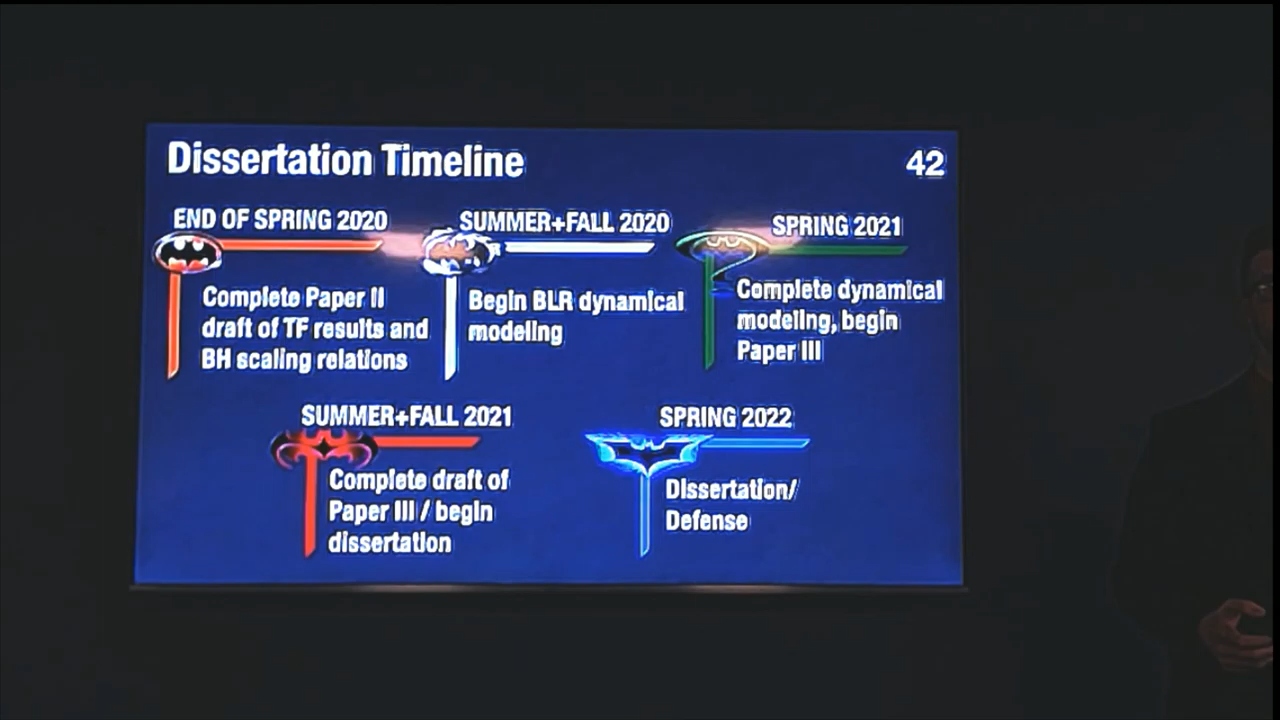 Dissertation Timeline
42
END OF SPRING 2020
SUMMER+FALL 2020
SPRING 2021
Complete Paper II
draft of TF results and
BH scaling relations
Begin BLR dynamical
modeling
Complete dynamical
modeling, begin
Paper III
SUMMER+FALL 2021
SPRING 2022
Complete draft of
Paper III / begin
dissertation
Dissertation/
Defense